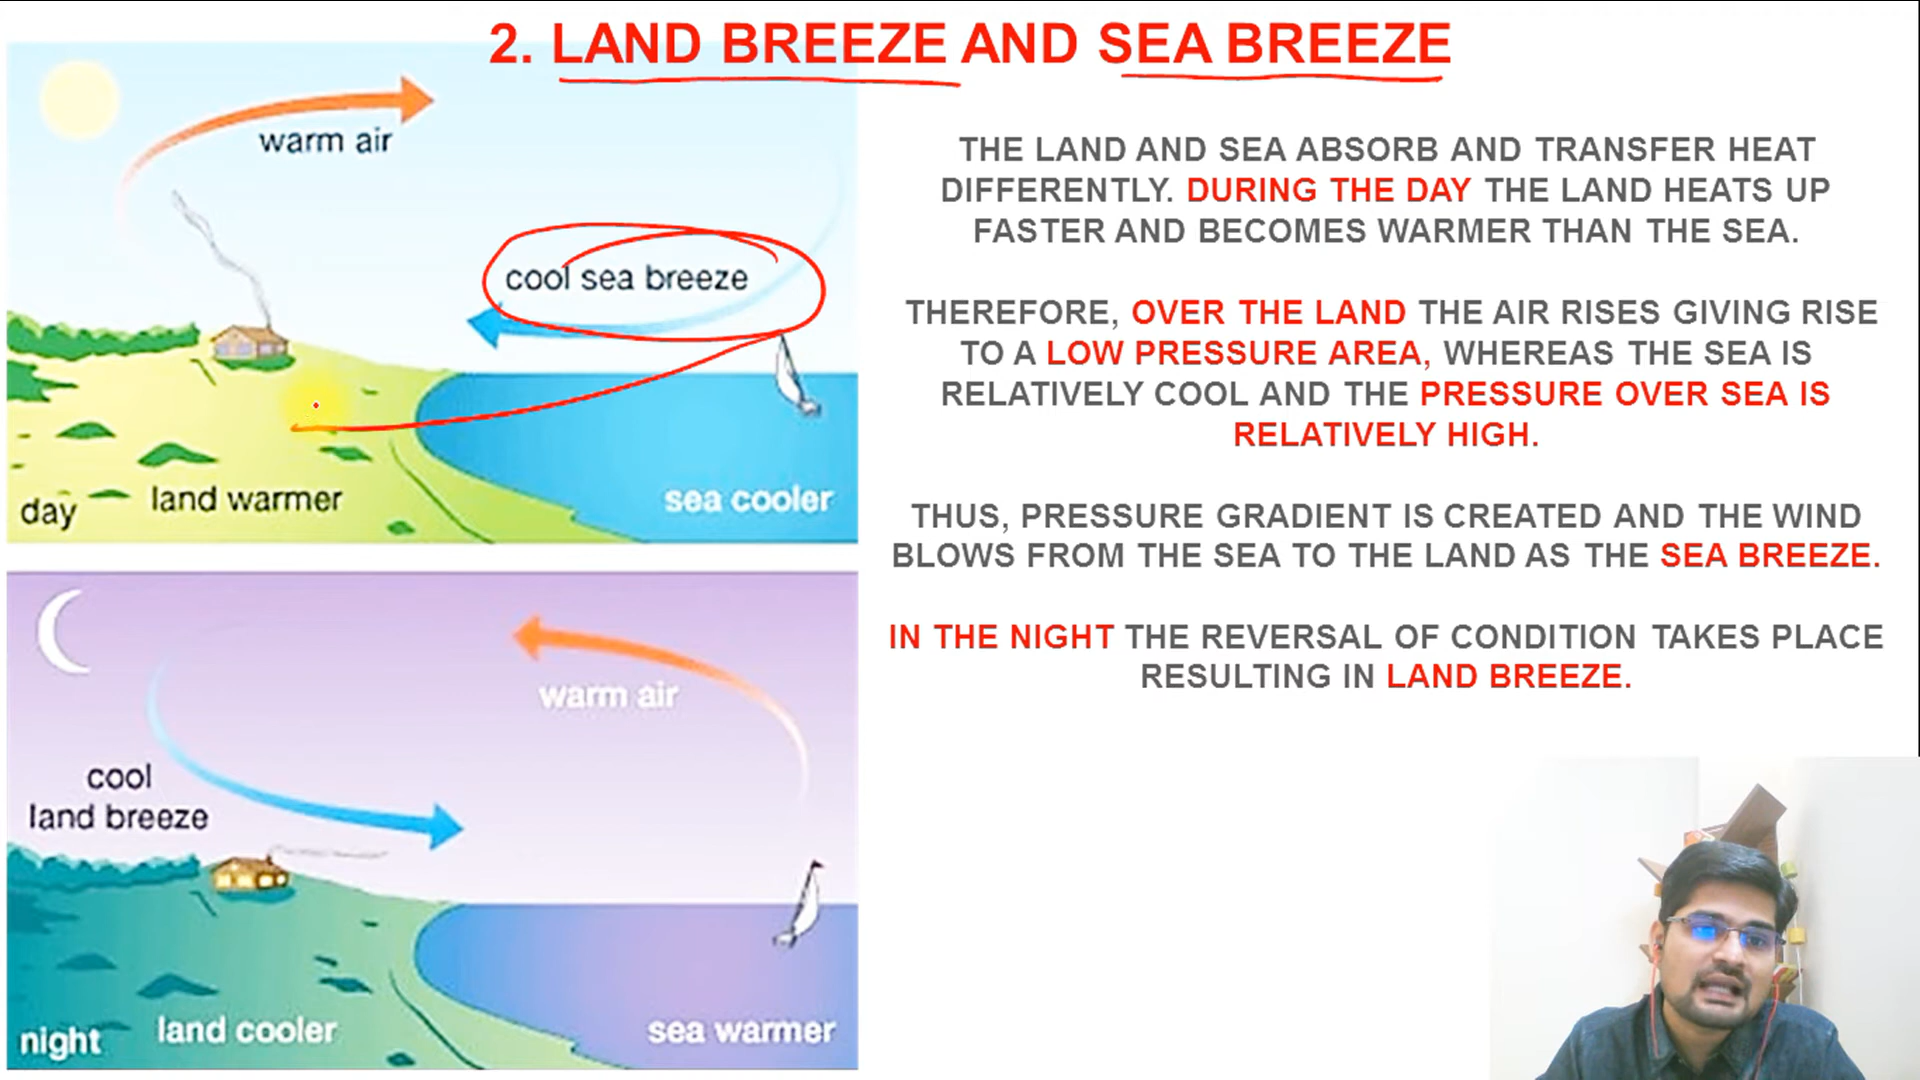 2. LAND BREEZE AND SEA BREEZE
warm air
cool sea breeze
day
land warmer
sea cooler
warm air
cool
land breeze
night
land cooler
sea warmer
THE LAND AND SEA ABSORB AND TRANSFER HEAT
DIFFERENTLY. DURING THE DAY THE LAND HEATS UP
FASTER AND BECOMES WARMER THAN THE SEA.
THEREFORE, OVER THE LAND THE AIR RISES GIVING RISE
TO A LOW PRESSURE AREA, WHEREAS THE SEA IS
RELATIVELY COOL AND THE PRESSURE OVER SEA IS
RELATIVELY HIGH.
THUS, PRESSURE GRADIENT IS CREATED AND THE WIND
BLOWS FROM THE SEA TO THE LAND AS THE SEA BREEZE.
IN THE NIGHT THE REVERSAL OF CONDITION TAKES PLACE
RESULTING IN LAND BREEZE.